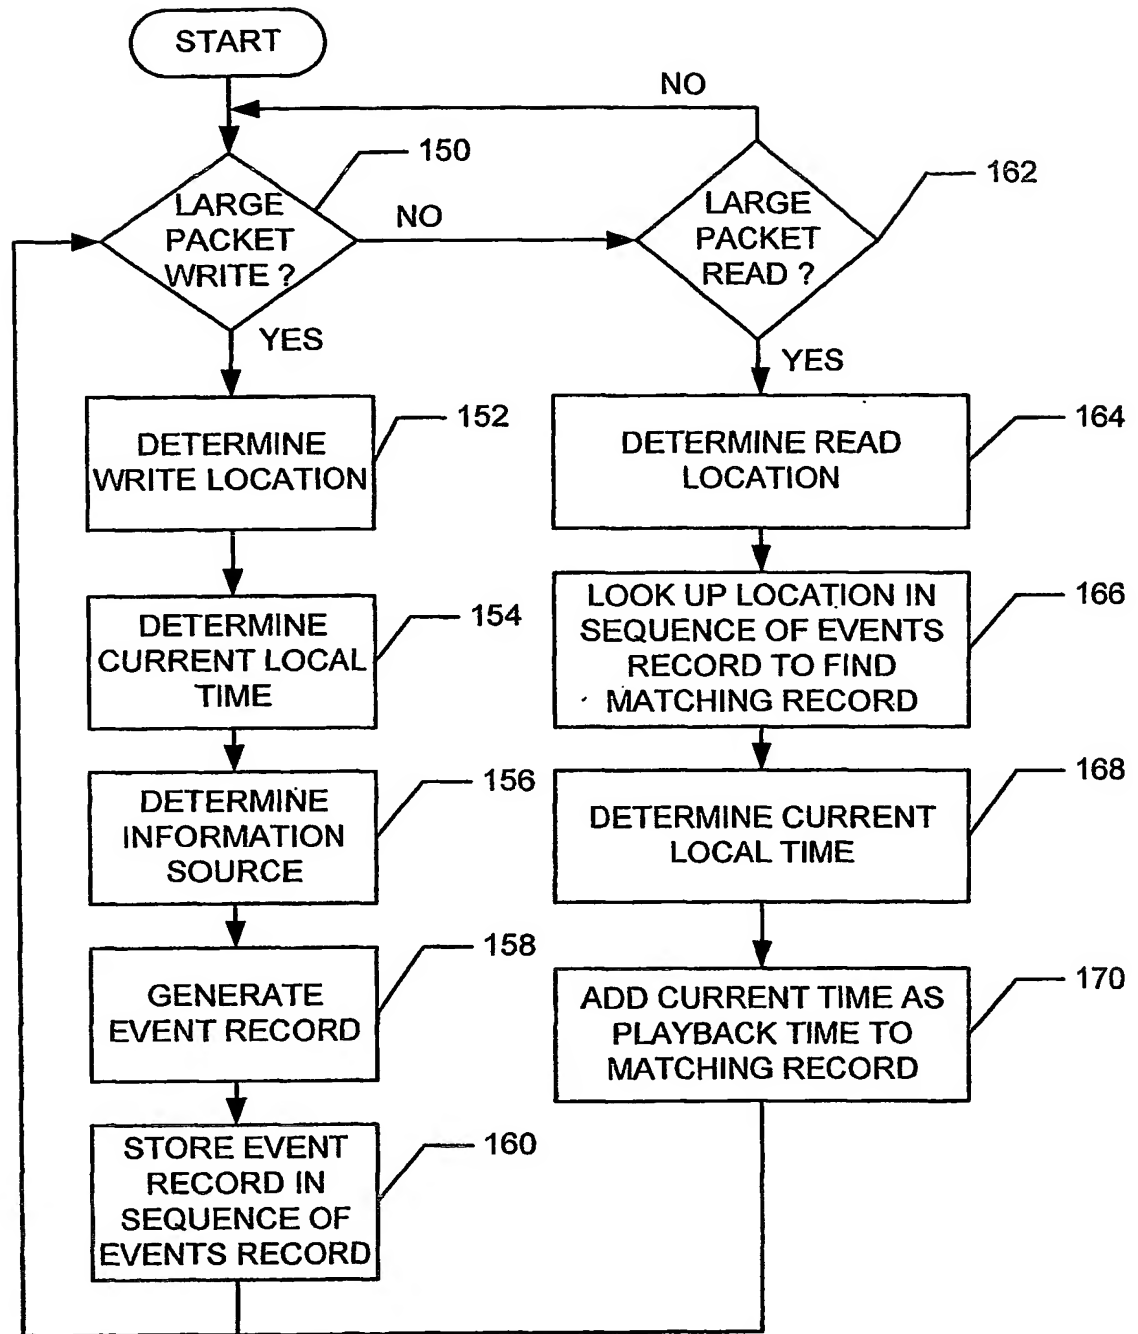 START
NO
150
162
LARGE
PACKET
WRITE ?
NO
LARGE
PACKET
READ ?
YES
YES
DETERMINE
WRITE LOCATION
152
DETERMINE READ
LOCATION
164
DETERMINE
CURRENT LOCAL
TIME
154
LOOK UP LOCATION IN
SEQUENCE OF EVENTS
RECORD TO FIND
MATCHING RECORD
166
DETERMINE
INFORMATION
SOURCE
156
DETERMINE CURRENT
LOCAL TIME
168
GENERATE
EVENT RECORD
158
ADD CURRENT TIME AS
PLAYBACK TIME TO
MATCHING RECORD
170
STORE EVENT
RECORD IN
SEQUENCE OF
EVENTS RECORD
160